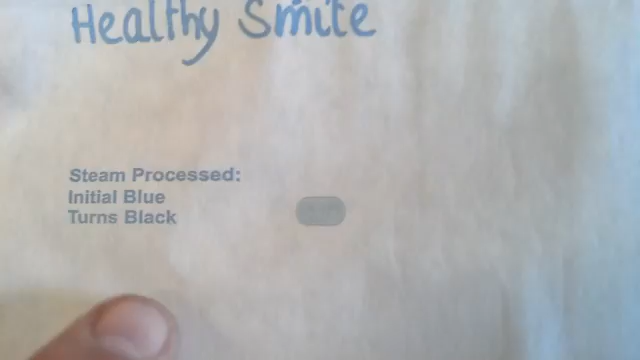 Healthy Smile
Steam Processed:
Initial Blue
Turns Black